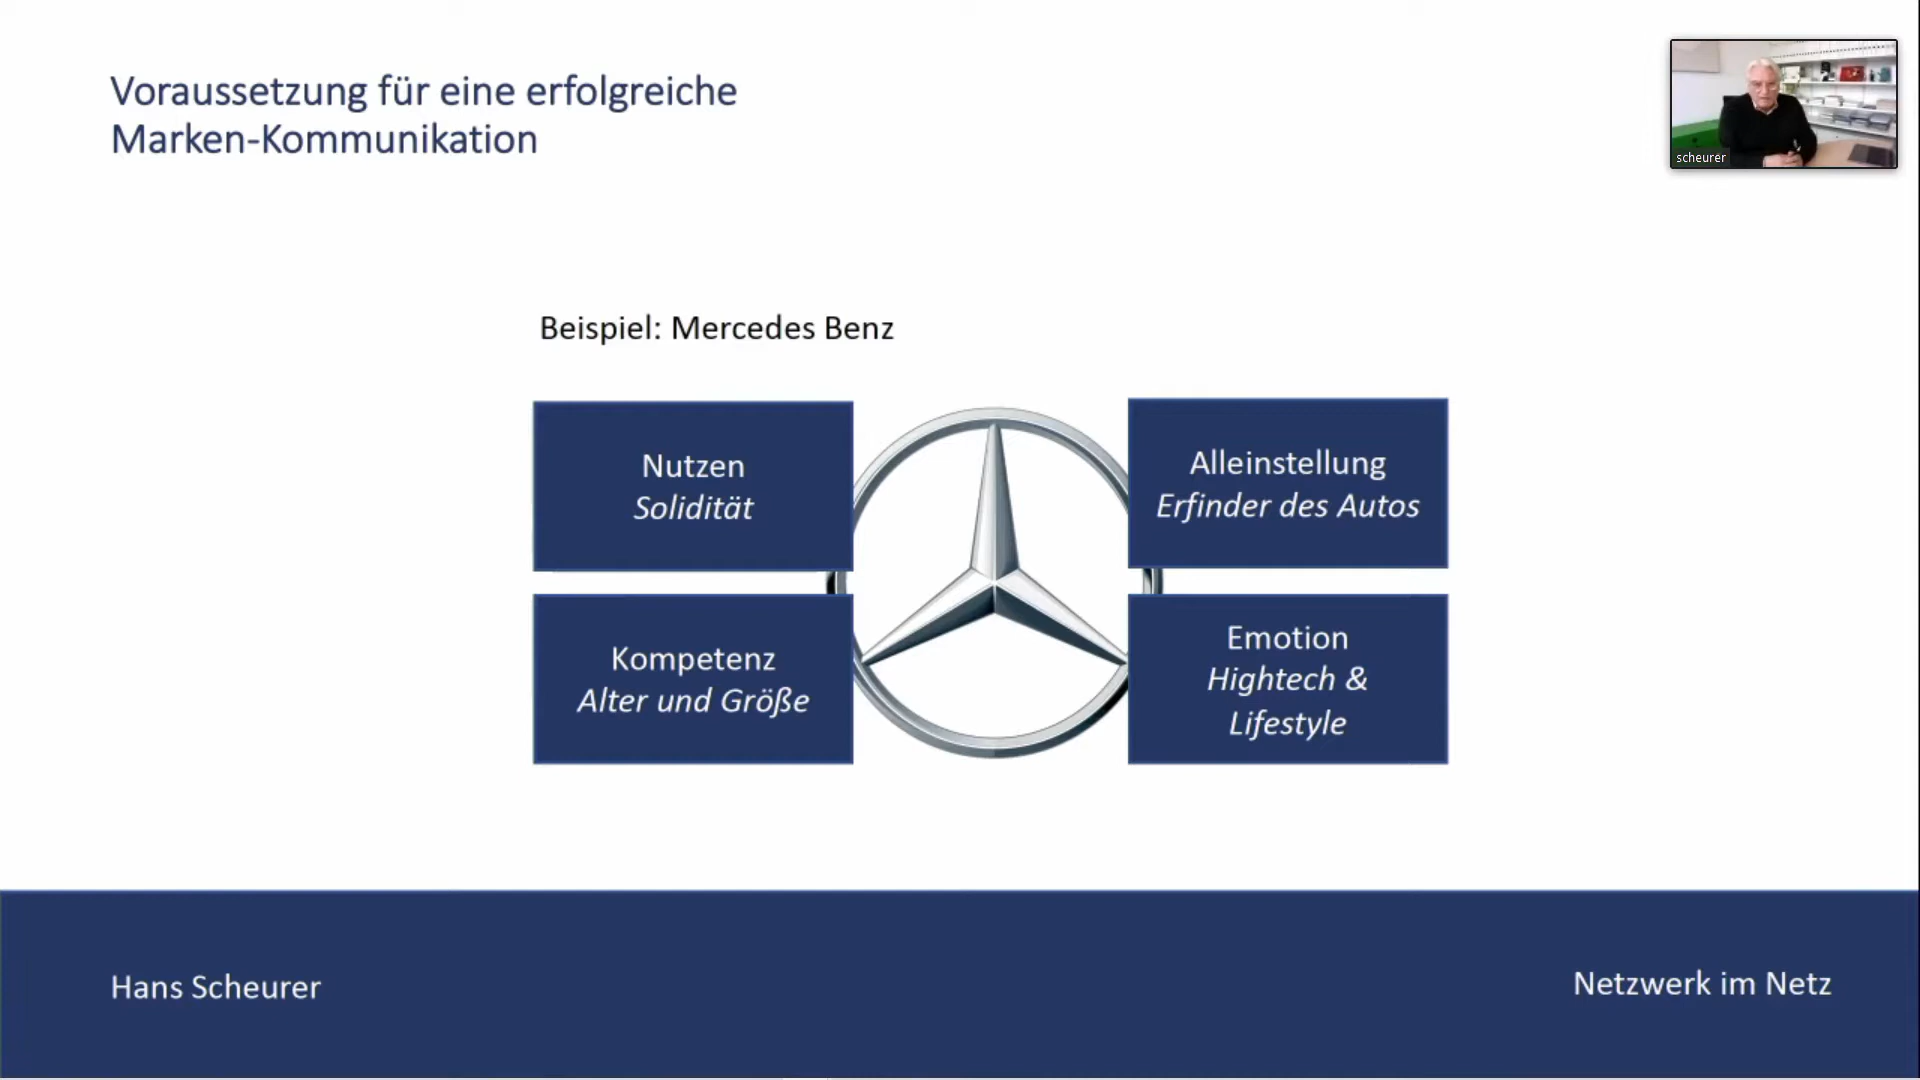 Voraussetzung für eine erfolgreiche
Marken-Kommunikation
scheurer
Beispiel: Mercedes Benz
Nutzen
Solidität
Alleinstellung
Erfinder des Autos
Kompetenz
Alter und Größe
Emotion
Hightech &
Lifestyle
Hans Scheurer
Netzwerk im Netz